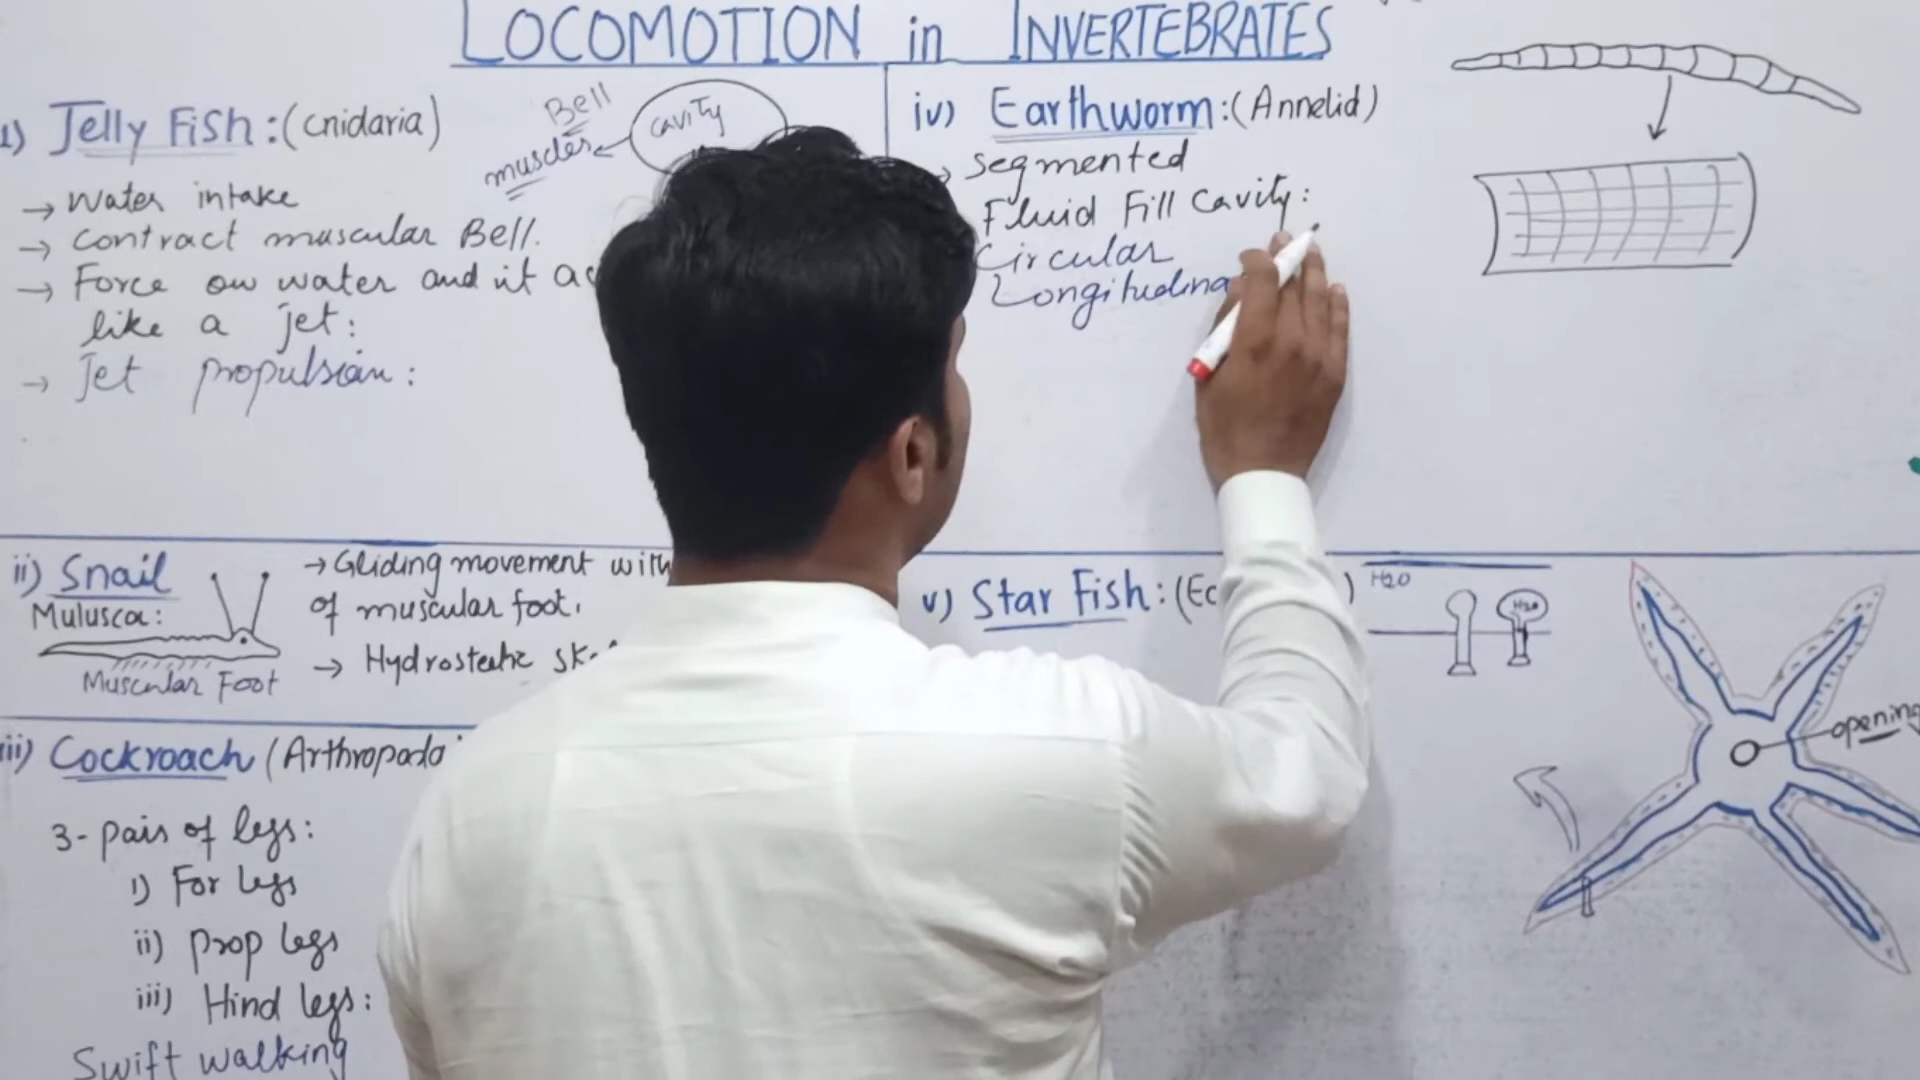 LOCOMOTION in INVERTEBRATES
i) Jelly Fish : (cnidaria)
Bell
muscles
cavity
→ Water intake
→ Contract muscular Bell.
→ Force on water and it
like a jet :
→ Jet propulsion :
ii) Snail
Mulusca :
Muscular Foot
→ Gliding movement with
of muscular foot.
→ Hydrostatic
iii) Cockroach (Arthropada
3- pairs of legs :
i) For legs
ii) Prop legs
iii) Hind legs :
Swift walking
iv) Earthworm : (Annelid)
→ Segmented
Fluid Fill Cavity :
Circular
Longitudina
v) Star Fish : (Ec )
H2O
H2O
opening